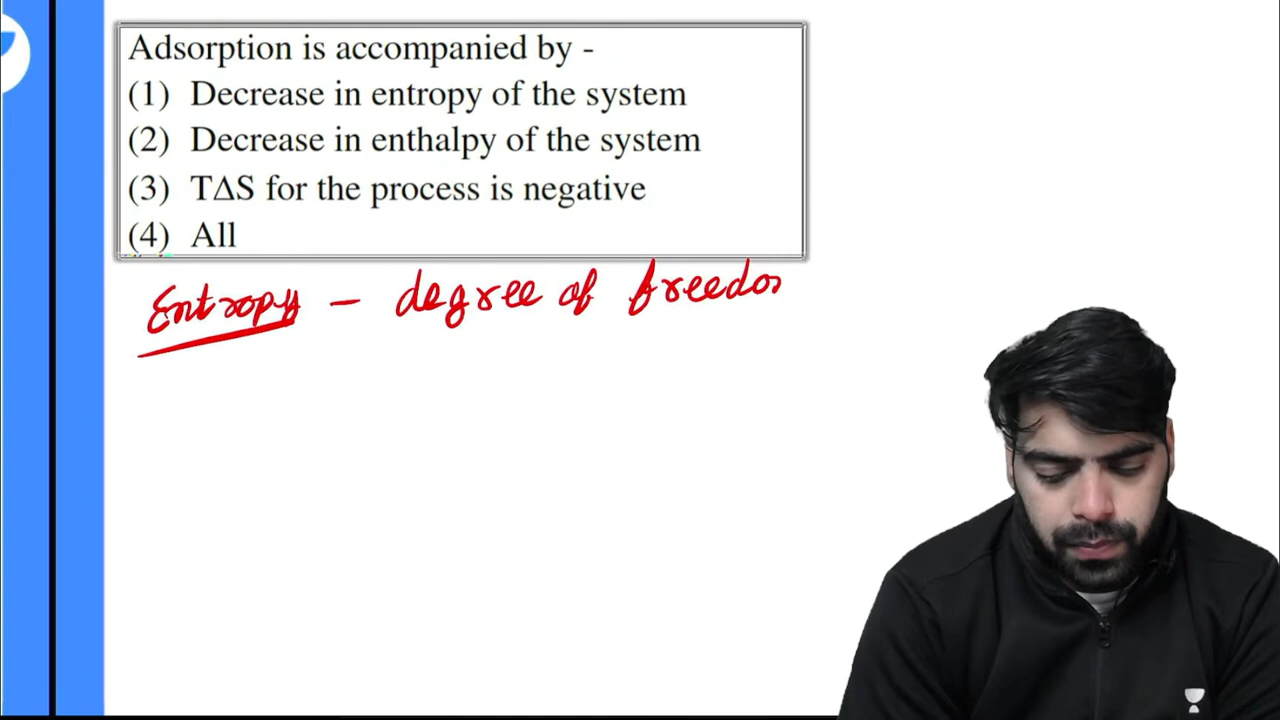 Adsorption is accompanied by -
(1) Decrease in entropy of the system
(2) Decrease in enthalpy of the system
(3) TΔS for the process is negative
(4) All
Entropy - degree of freedo